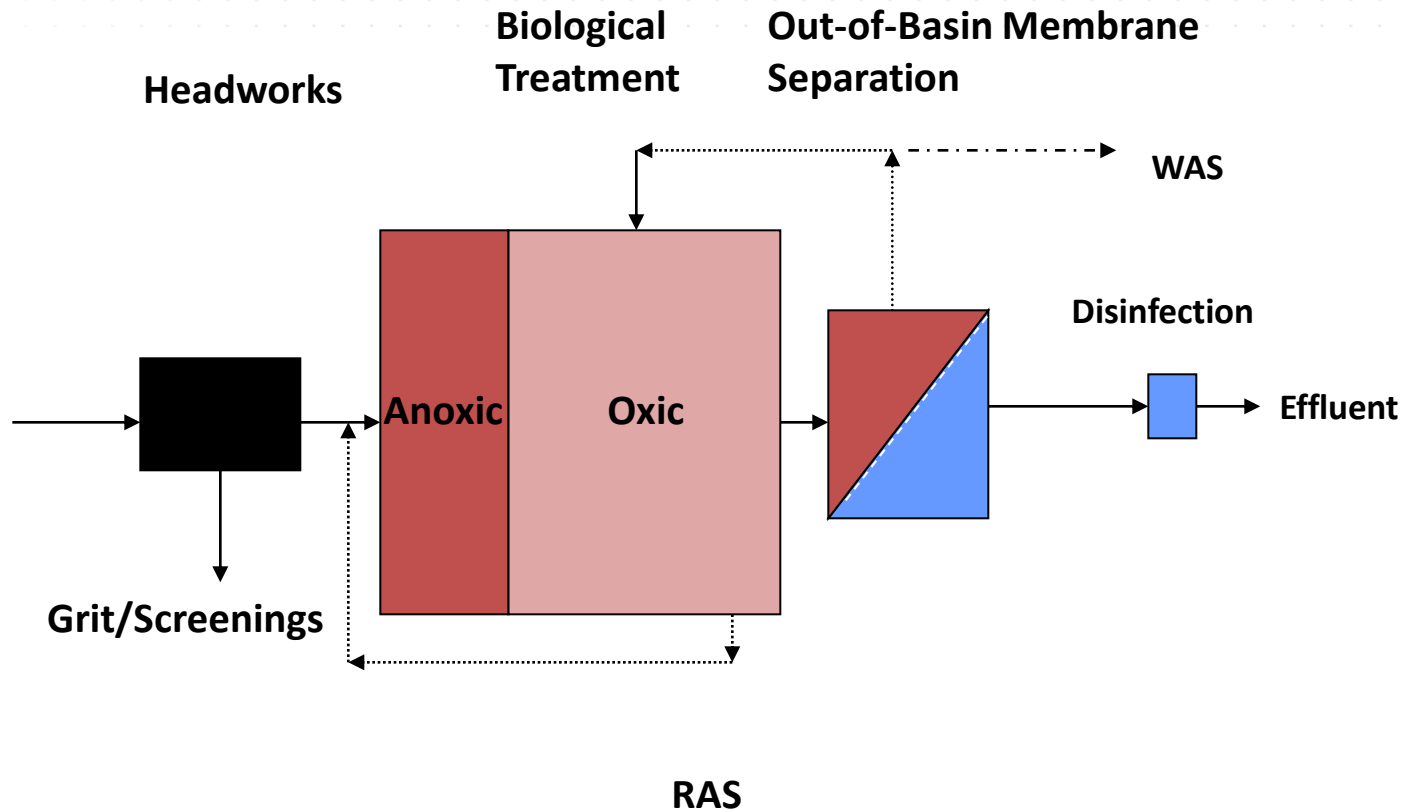 Biological
Treatment
Out-of-Basin Membrane
Separation
Headworks
WAS
Disinfection
Anoxic
Oxic
Effluent
Grit/Screenings
RAS